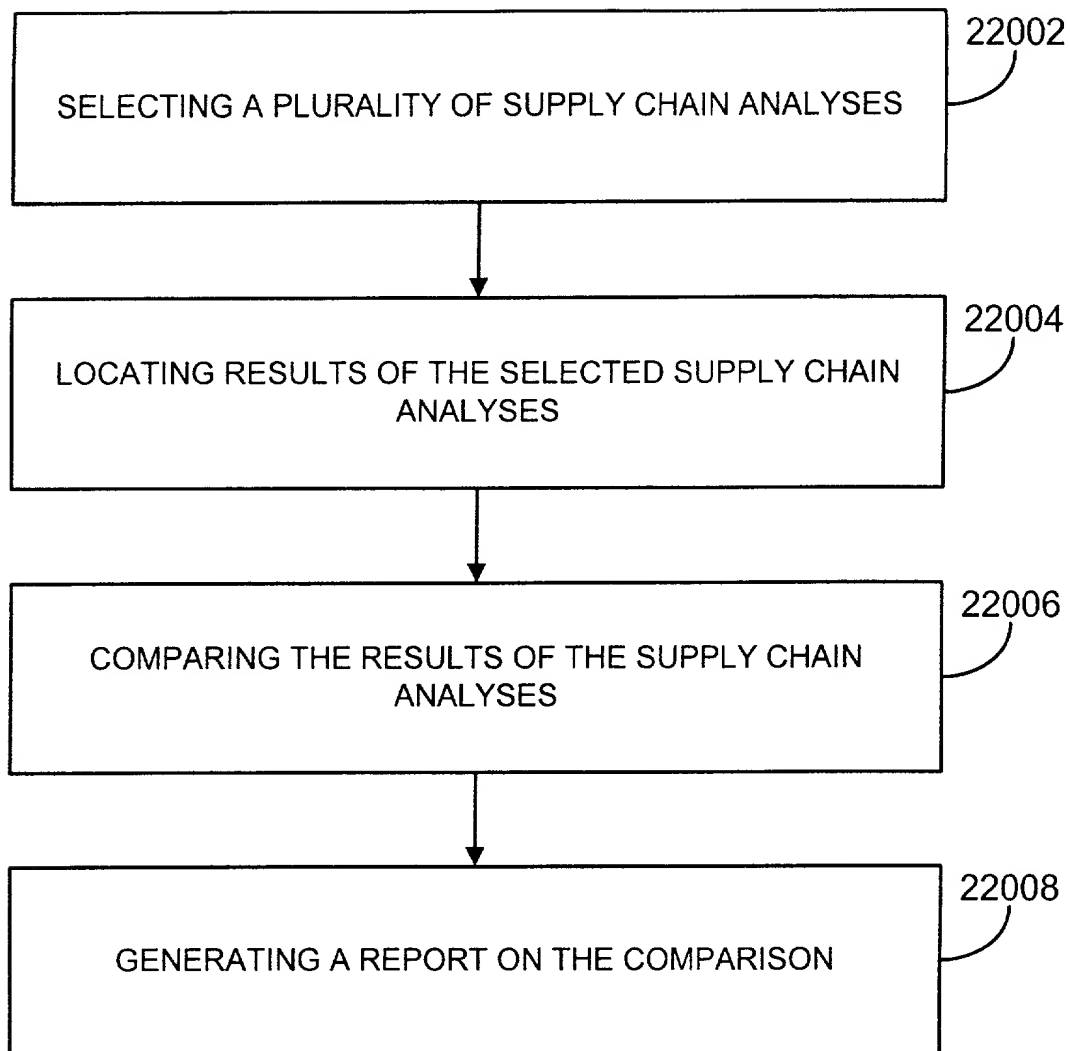 22002
SELECTING A PLURALITY OF SUPPLY CHAIN ANALYSES
22004
LOCATING RESULTS OF THE SELECTED SUPPLY CHAIN
ANALYSES
22006
COMPARING THE RESULTS OF THE SUPPLY CHAIN
ANALYSES
22008
GENERATING A REPORT ON THE COMPARISON